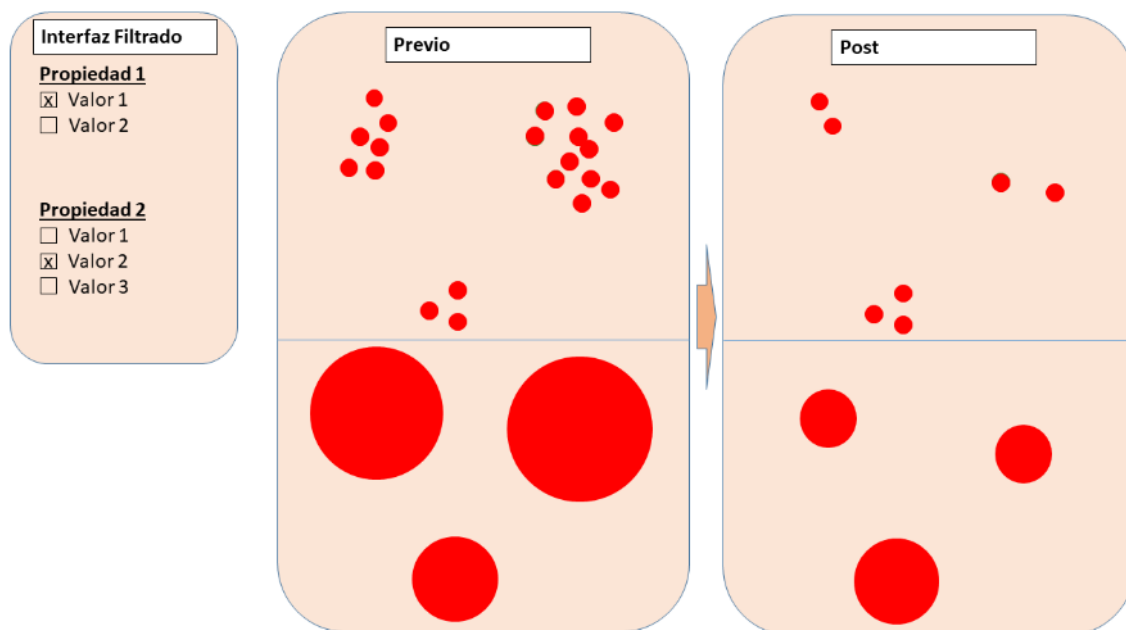 Interfaz Filtrado
Propiedad 1
x Valor 1
Valor 2
Propiedad 2
Valor 1
x Valor 2
Valor 3
Previo
Post